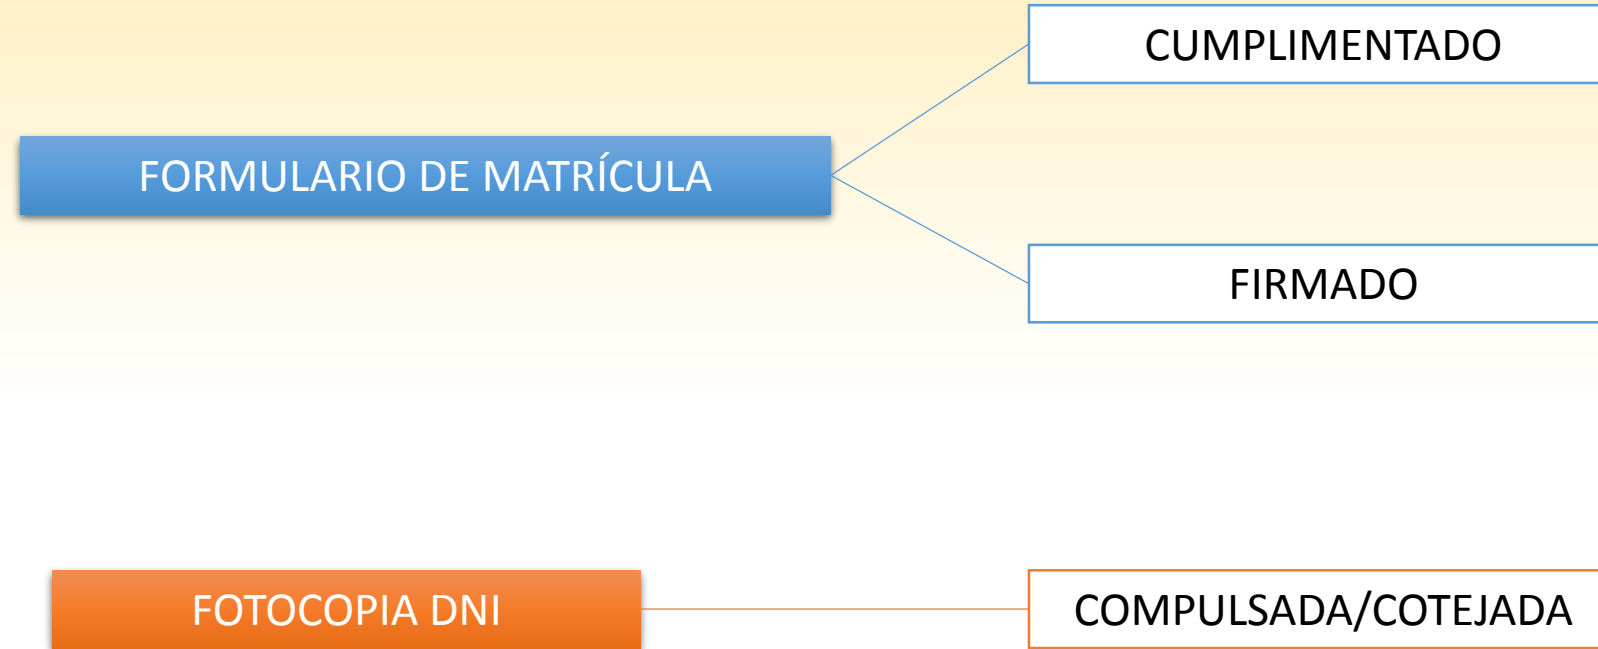 CUMPLIMENTADO
FORMULARIO DE MATRÍCULA
FIRMADO
FOTOCOPIA DNI
COMPULSADA/COTEJADA